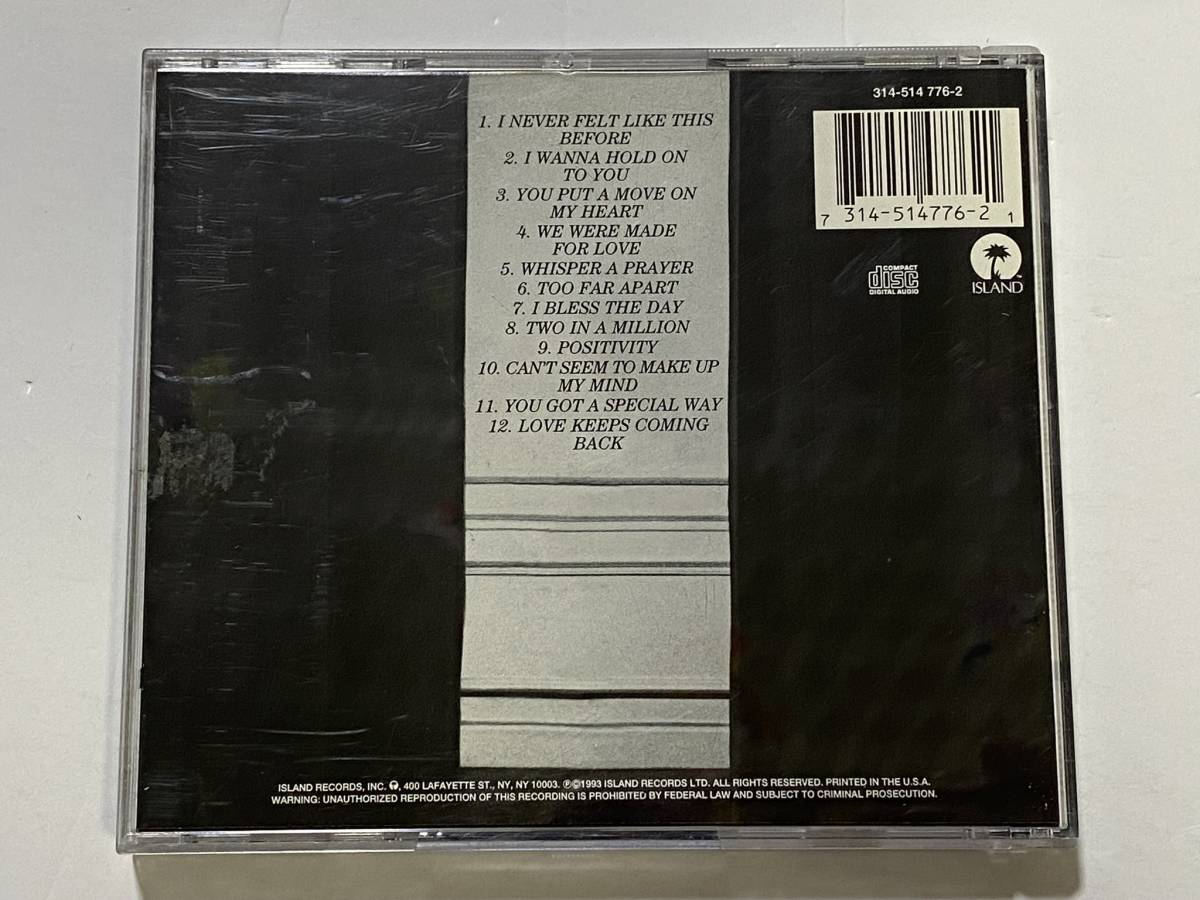 314-514 776-2
7 314-514776-2 1
COMPACT
disc
DIGITAL AUDIO
ISLAND™
1. I NEVER FELT LIKE THIS
BEFORE
2. I WANNA HOLD ON
TO YOU
3. YOU PUT A MOVE ON
MY HEART
4. WE WERE MADE
FOR LOVE
5. WHISPER A PRAYER
6. TOO FAR APART
7. I BLESS THE DAY
8. TWO IN A MILLION
9. POSITIVITY
10. CAN'T SEEM TO MAKE UP
MY MIND
11. YOU GOT A SPECIAL WAY
12. LOVE KEEPS COMING
BACK
ISLAND RECORDS, INC. , 400 LAFAYETTE ST., NY, NY 10003. ℗©1993 ISLAND RECORDS LTD. ALL RIGHTS RESERVED. PRINTED IN THE U.S.A.
WARNING: UNAUTHORIZED REPRODUCTION OF THIS RECORDING IS PROHIBITED BY FEDERAL LAW AND SUBJECT TO CRIMINAL PROSECUTION.